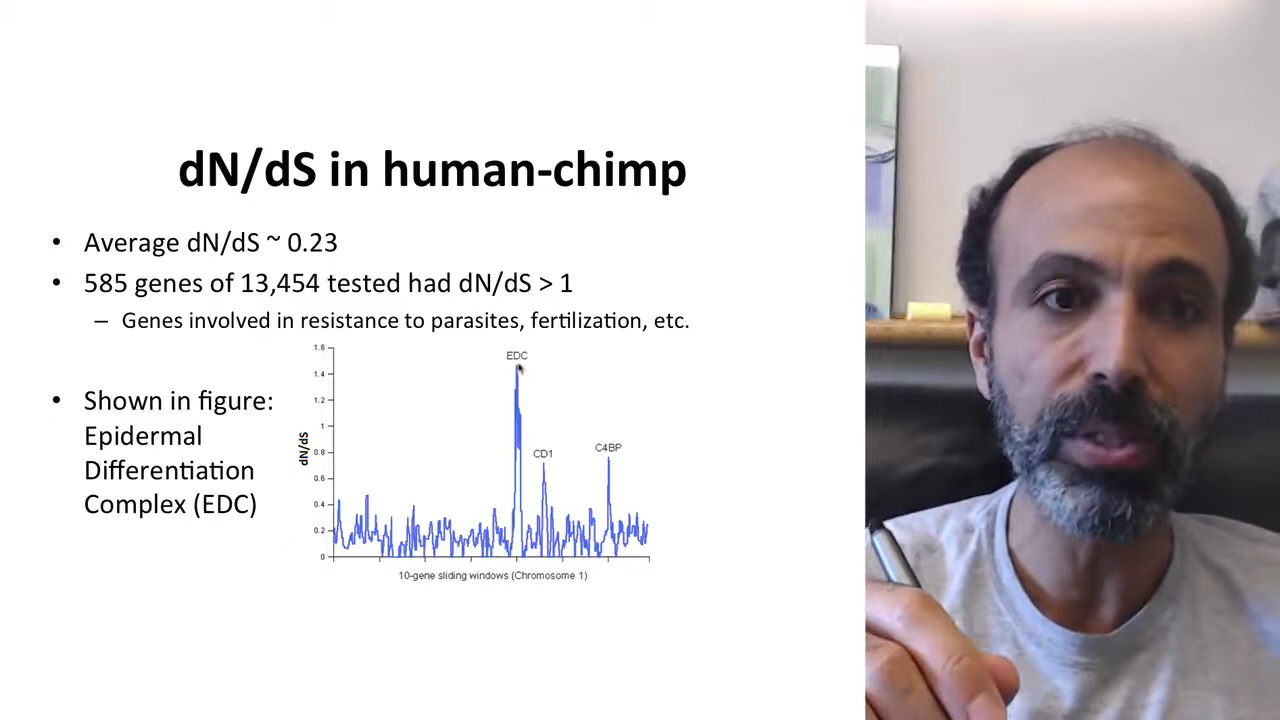 dN/dS in human-chimp
• Average dN/dS ~ 0.23
• 585 genes of 13,454 tested had dN/dS > 1
– Genes involved in resistance to parasites, fertilization, etc.
• Shown in figure:
Epidermal
Differentiation
Complex (EDC)
1.6
1.4
1.2
1
0.8
0.6
0.4
0.2
0
dN/dS
EDC
CD1
C4BP
10-gene sliding windows (Chromosome 1)